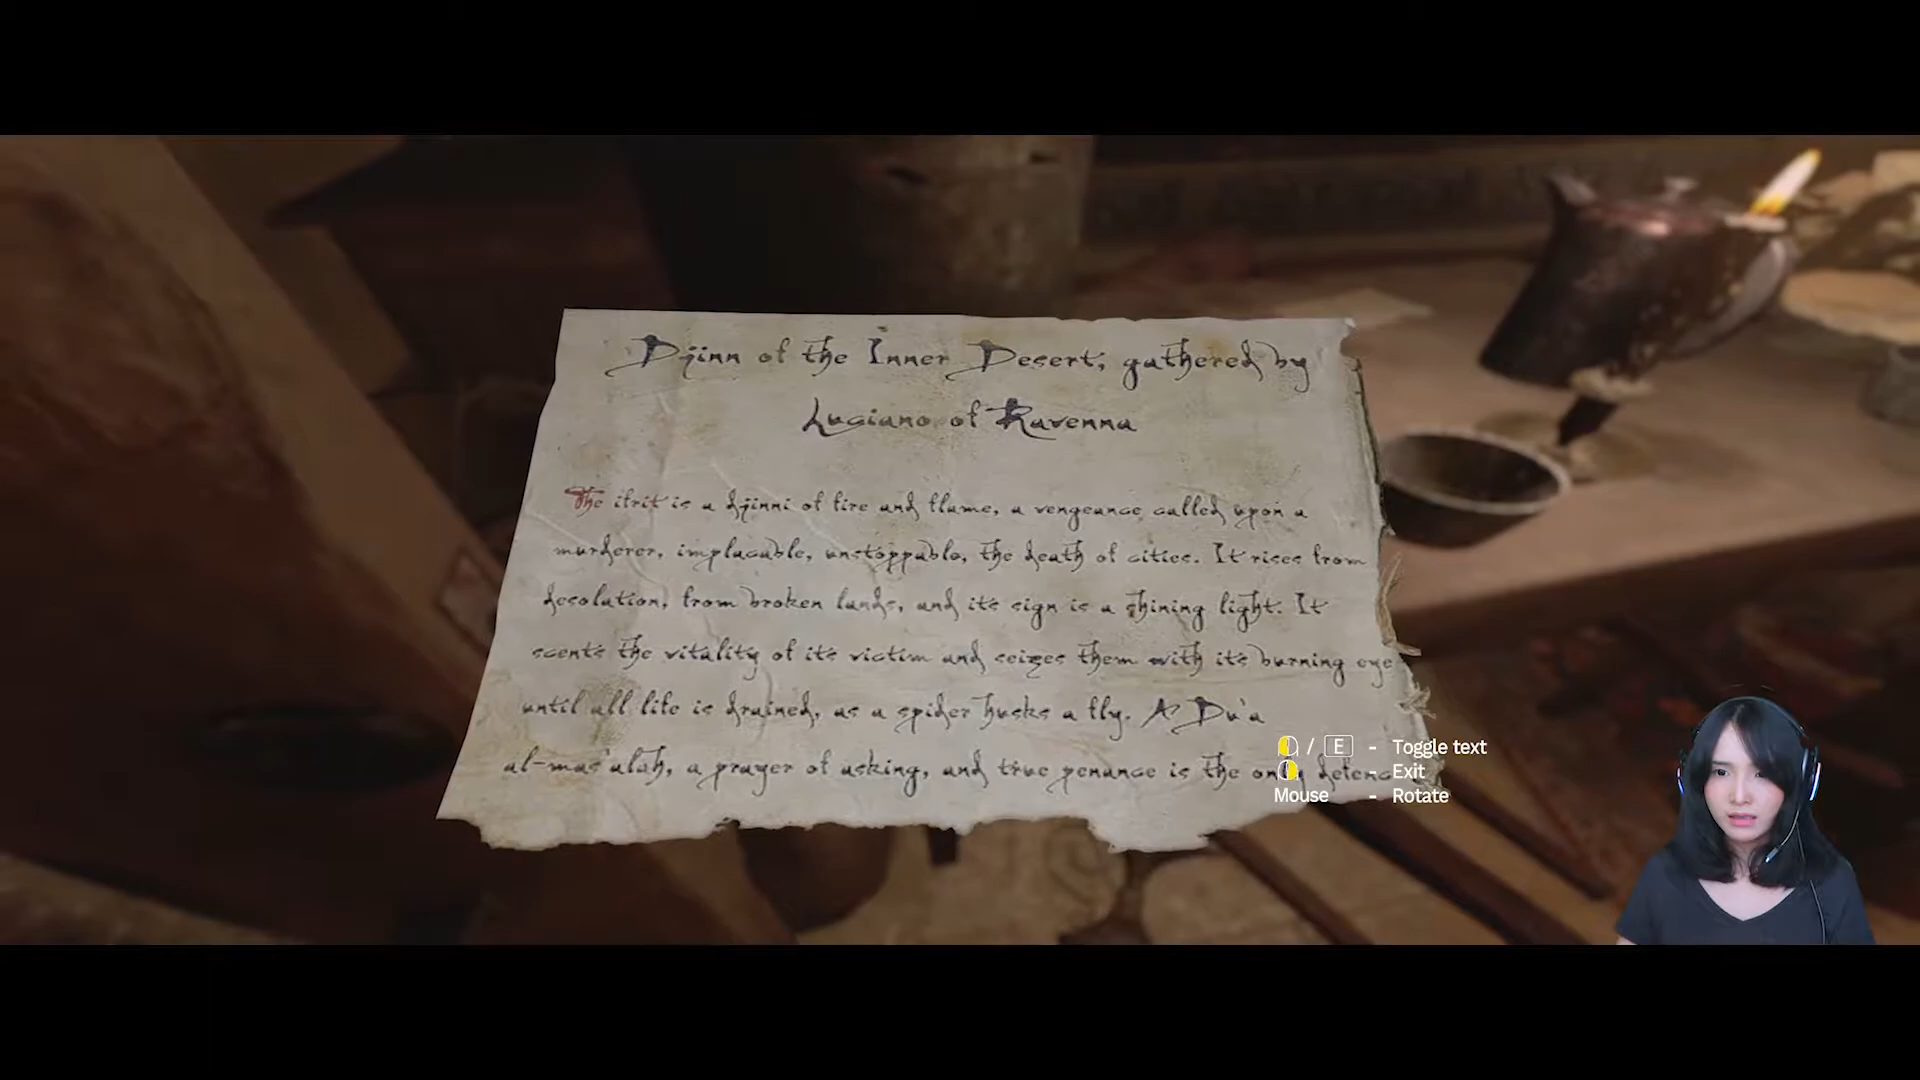 Djinn of the Inner Desert, gathered by
Luciano of Ravenna
The ifrit is a djinni of fire and flame, a vengeance called upon a
murderer, implacable, unstoppable, the death of cities. It rises from
desolation, from broken lands, and its sign is a shining light. It
scents the vitality of its victim and seizes them with its burning eye
until all life is drained, as a spider husks a fly. A Du'a
al-mas'alah, a prayer of asking, and true penance is the only defence
/ E - Toggle text
- Exit
Mouse - Rotate